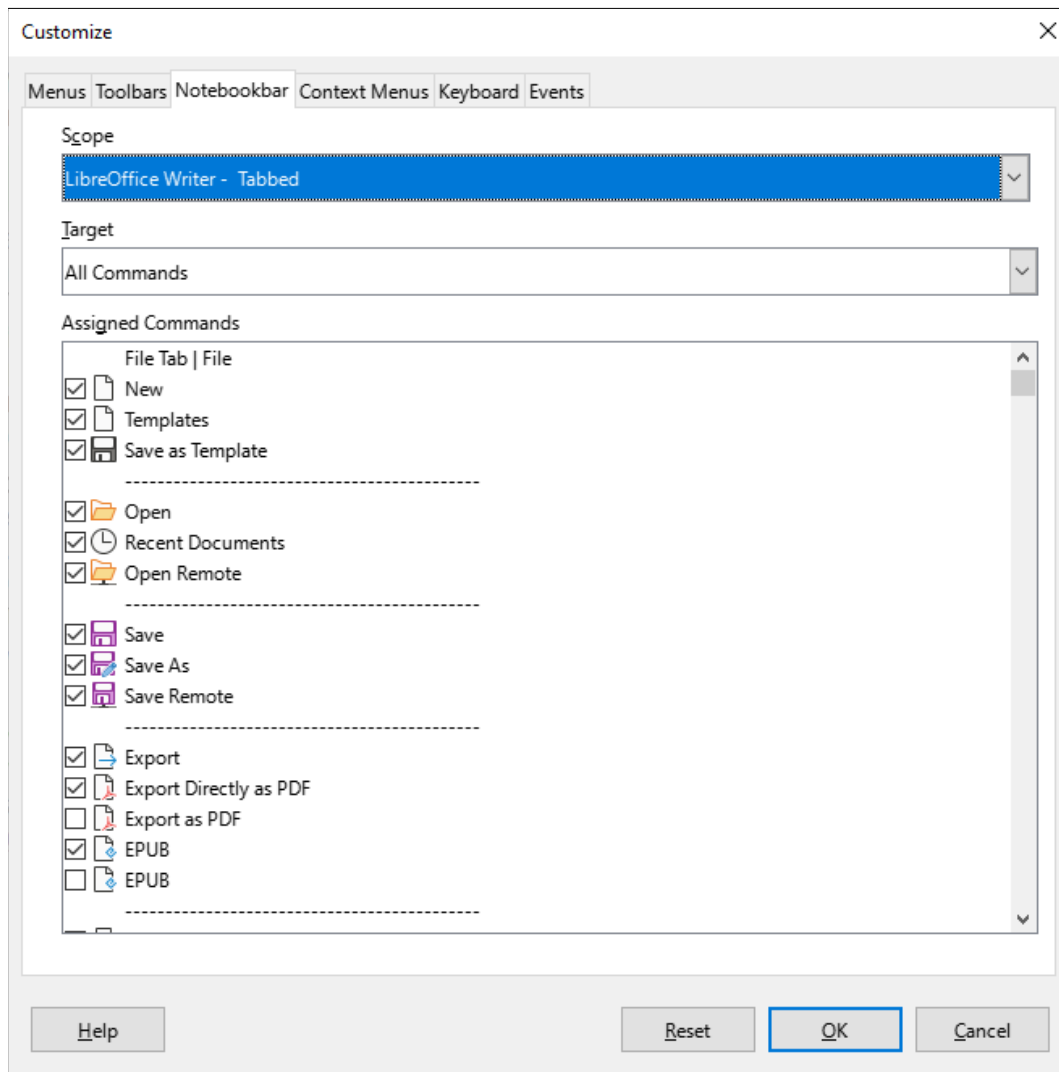 Customize
Menus Toolbars Notebookbar Context Menus Keyboard Events
Scope
LibreOffice Writer -  Tabbed
Target
All Commands
Assigned Commands
File Tab | File
New
Templates
Save as Template
--------------------------------------------
Open
Recent Documents
Open Remote
--------------------------------------------
Save
Save As
Save Remote
--------------------------------------------
Export
Export Directly as PDF
Export as PDF
EPUB
EPUB
--------------------------------------------
Help Reset OK Cancel